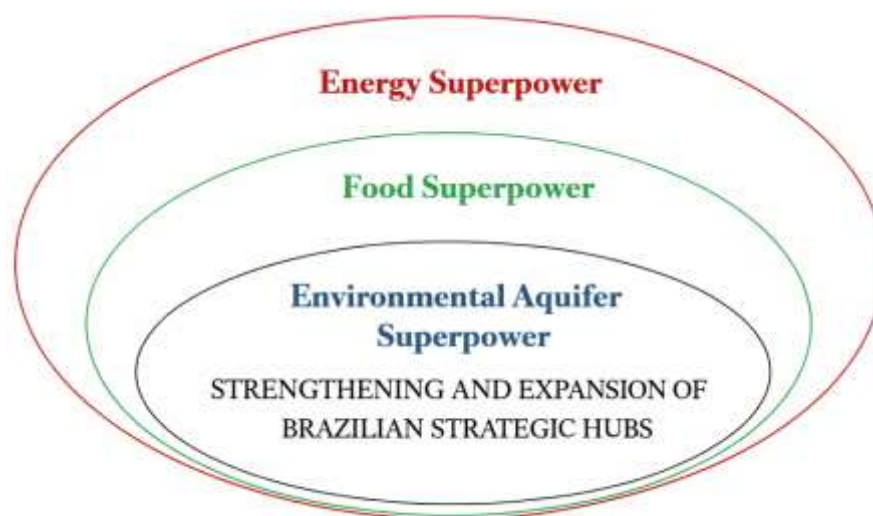 Energy Superpower
Food Superpower
Environmental Aquifer
Superpower
STRENGTHENING AND EXPANSION OF
BRAZILIAN STRATEGIC HUBS